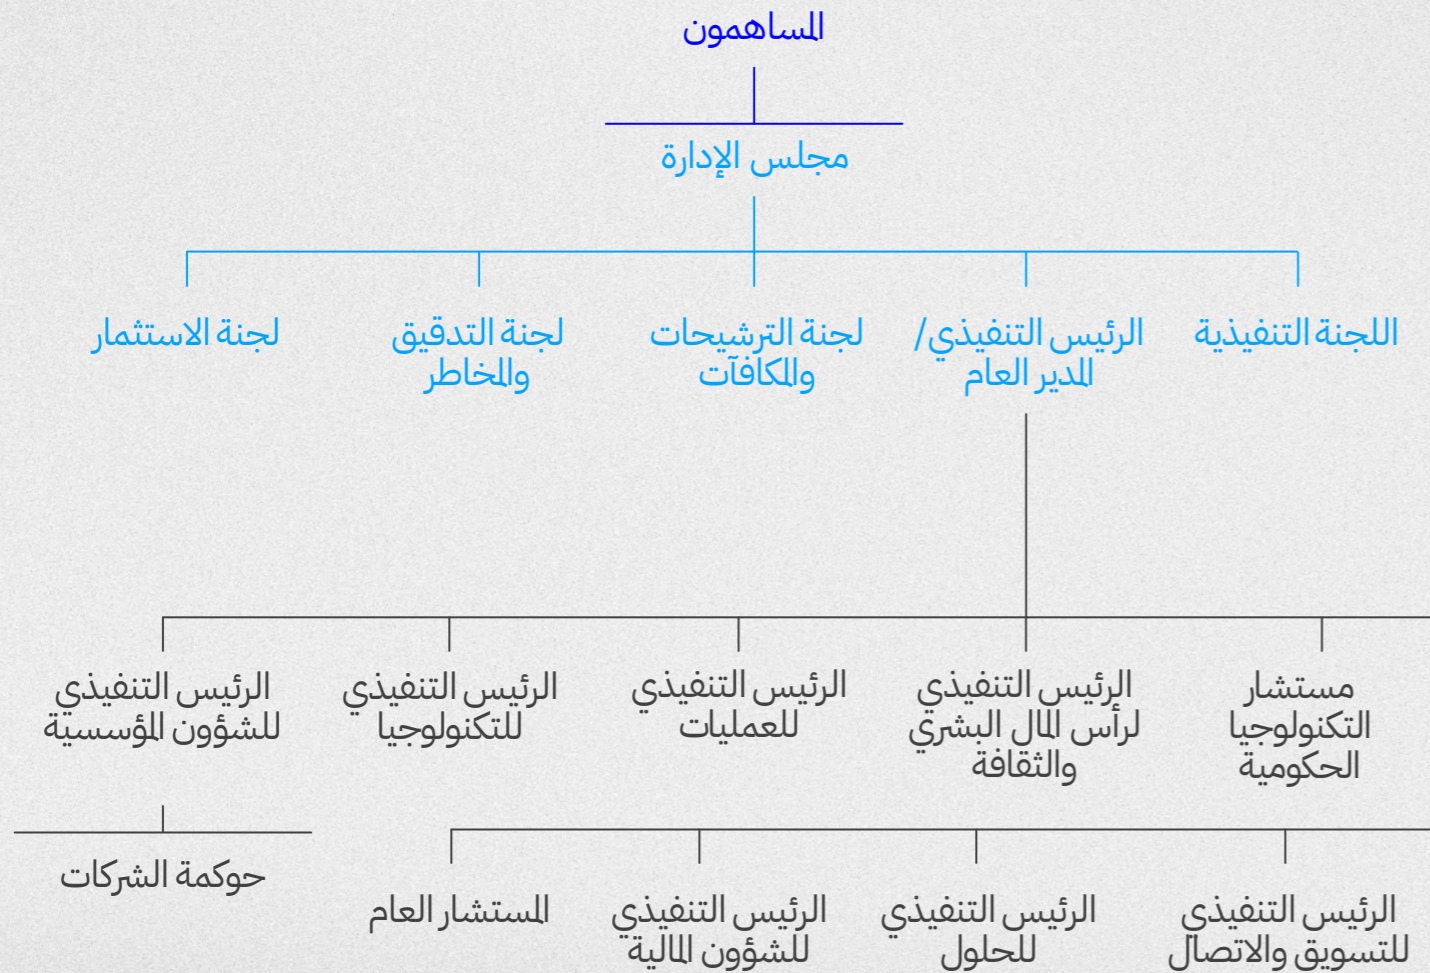 المساهمون
مجلس الإدارة
اللجنة التنفيذية
الرئيس التنفيذي/
المدير العام
لجنة الترشيحات
والمكافآت
لجنة التدقيق
والمخاطر
لجنة الاستثمار
مستشار
التكنولوجيا
الحكومية
الرئيس التنفيذي
لرأس المال البشري
والثقافة
الرئيس التنفيذي
للعمليات
الرئيس التنفيذي
للتكنولوجيا
الرئيس التنفيذي
للشؤون المؤسسية
الرئيس التنفيذي
للتسويق والاتصال
الرئيس التنفيذي
للحلول
الرئيس التنفيذي
للشؤون المالية
المستشار العام
حوكمة الشركات